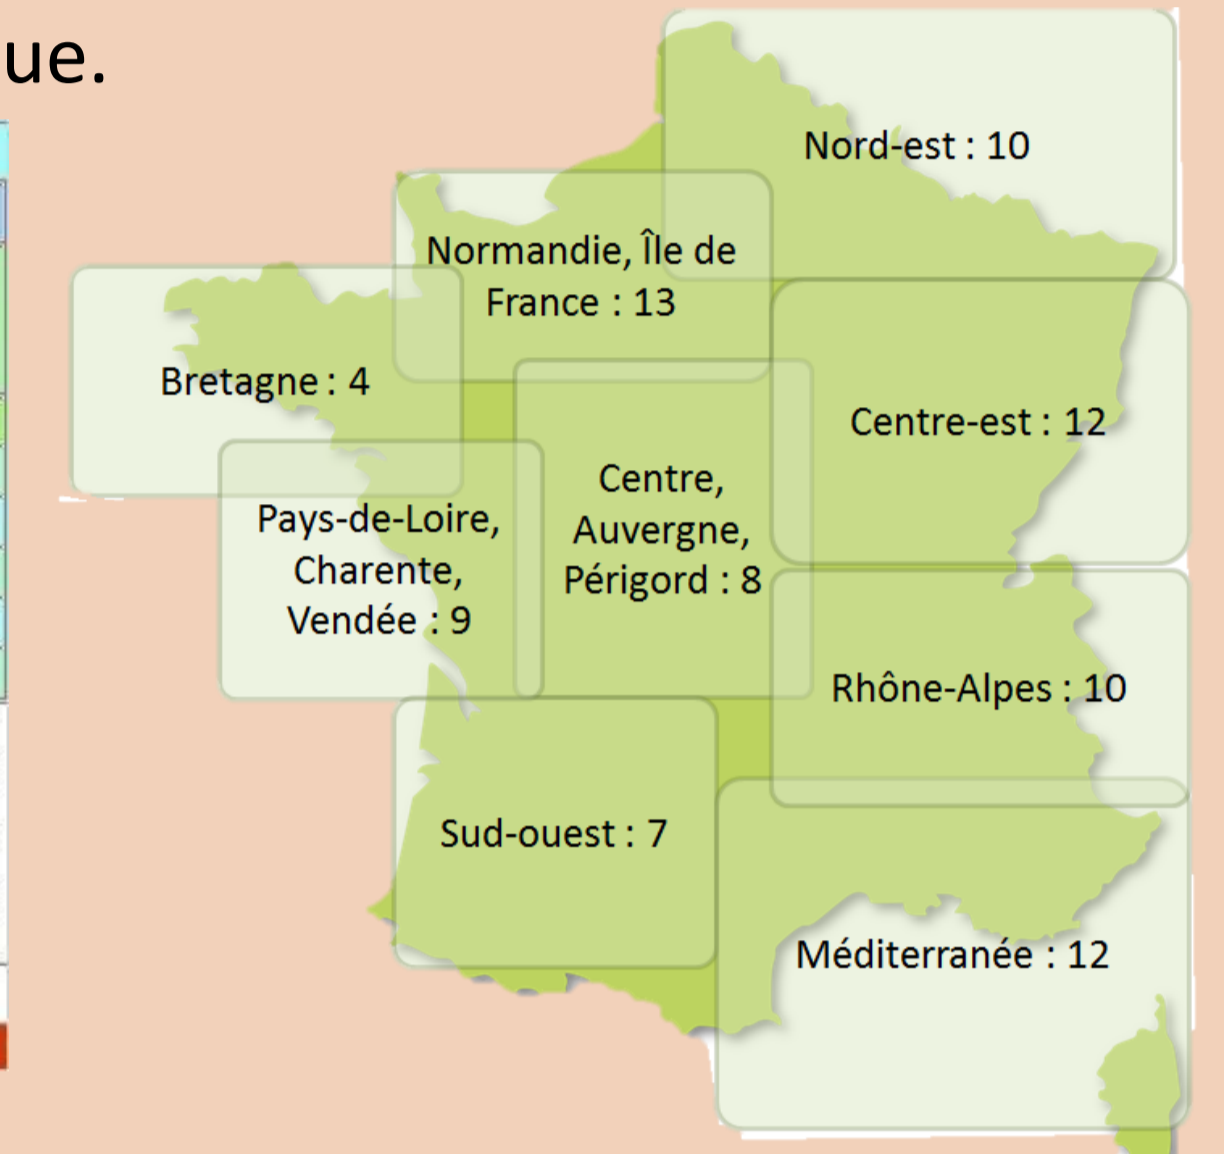 ue.
Nord-est : 10
Normandie, Île de
France : 13
Bretagne : 4
Centre-est : 12
Centre,
Auvergne,
Périgord : 8
Pays-de-Loire,
Charente,
Vendée : 9
Rhône-Alpes : 10
Sud-ouest : 7
Méditerranée : 12